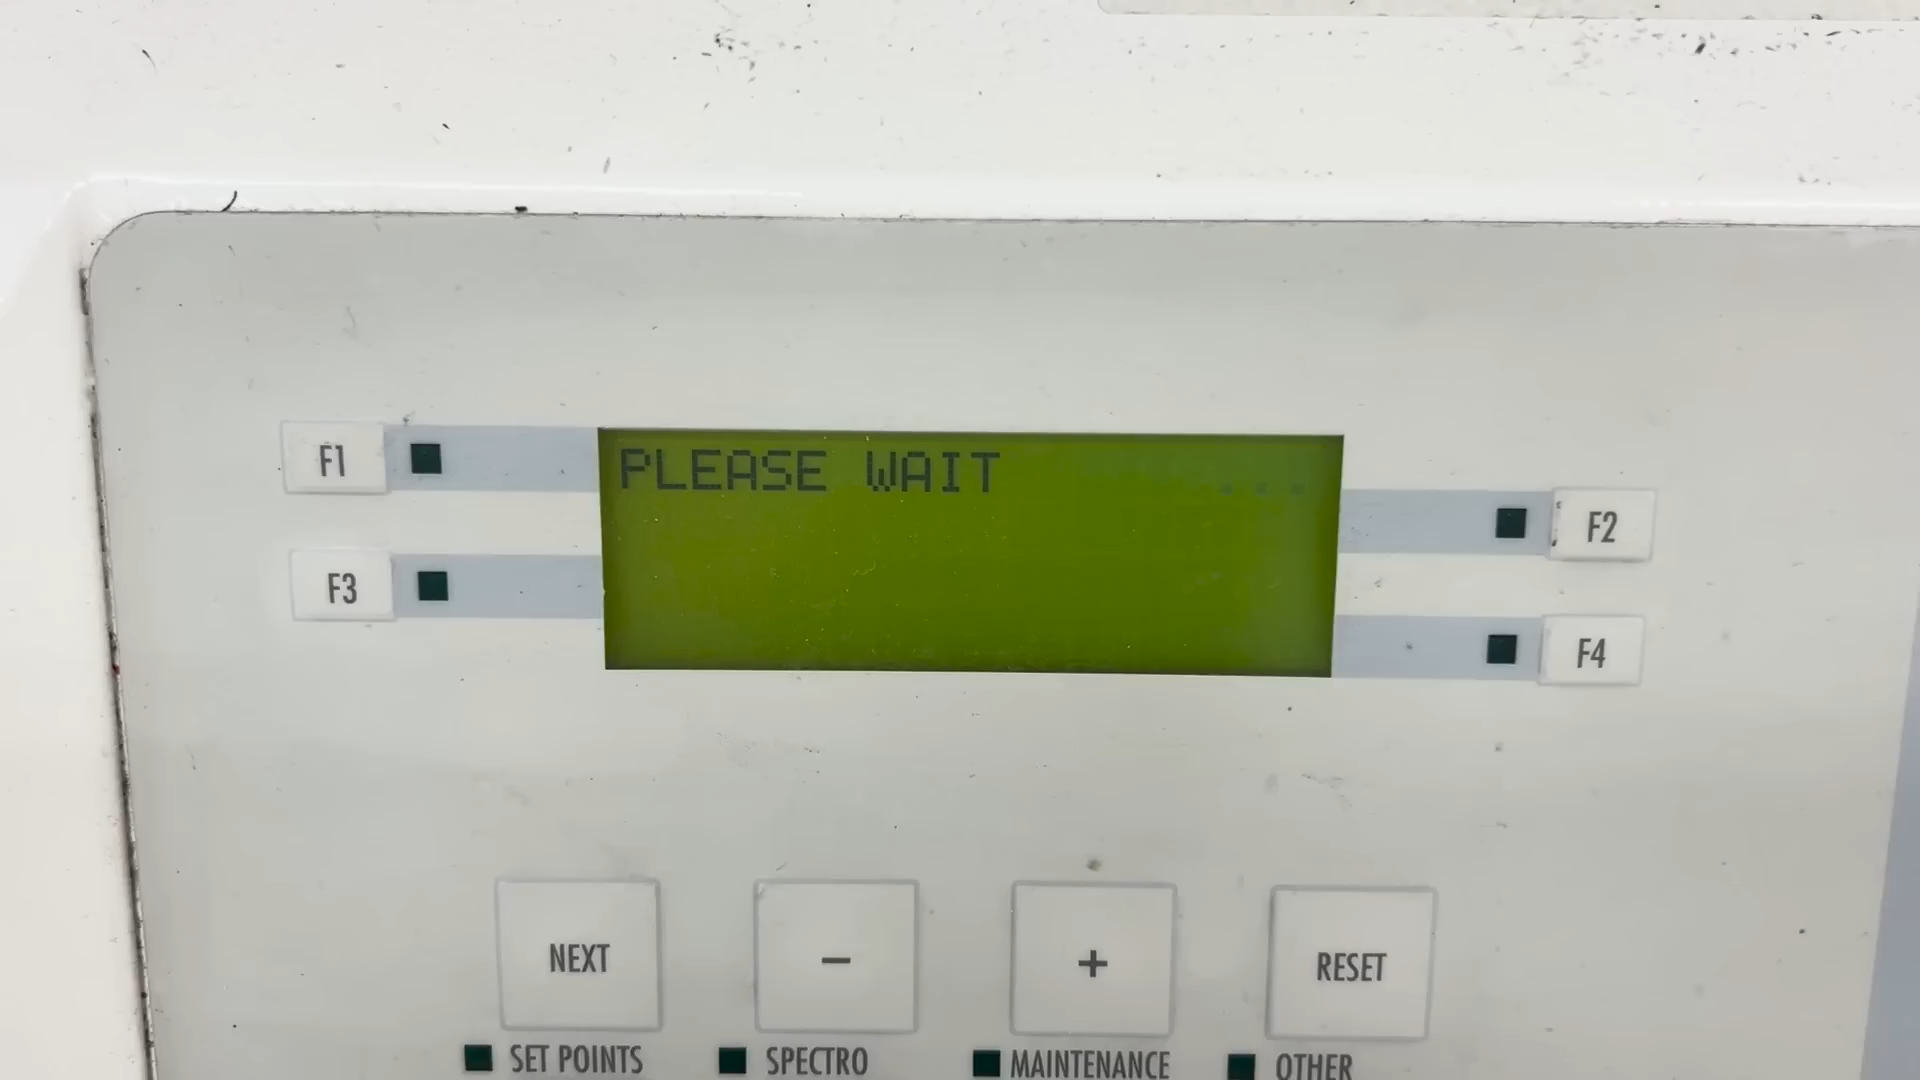 PLEASE WAIT ...
F1
F2
F3
F4
NEXT
−
+
RESET
SET POINTS
SPECTRO
MAINTENANCE
OTHER